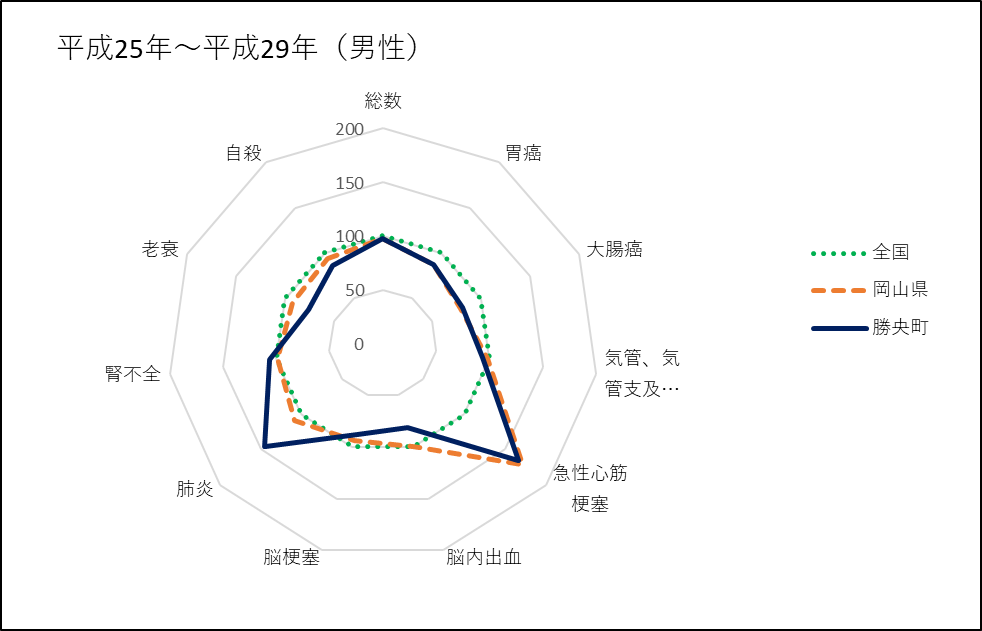 平成25年～平成29年（男性）
総数
200
自殺
胃癌
150
100
老衰
大腸癌
全国
50
岡山県
勝央町
0
気管、気
管支及…
腎不全
急性心筋
梗塞
肺炎
脳梗塞
脳内出血